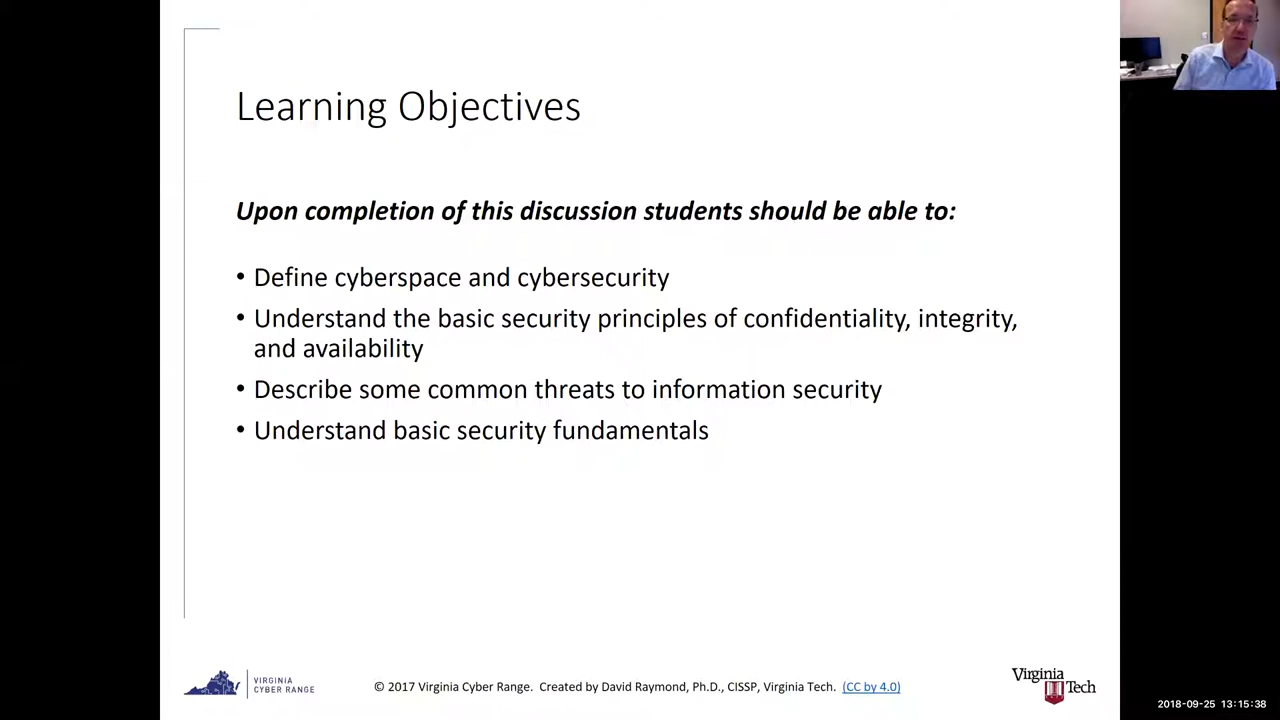 Learning Objectives
Upon completion of this discussion students should be able to:
• Define cyberspace and cybersecurity
• Understand the basic security principles of confidentiality, integrity,
and availability
• Describe some common threats to information security
• Understand basic security fundamentals
VIRGINIA
CYBER RANGE
© 2017 Virginia Cyber Range. Created by David Raymond, Ph.D., CISSP, Virginia Tech. (CC by 4.0)
Virginia
Tech
2018-09-25 13:15:38